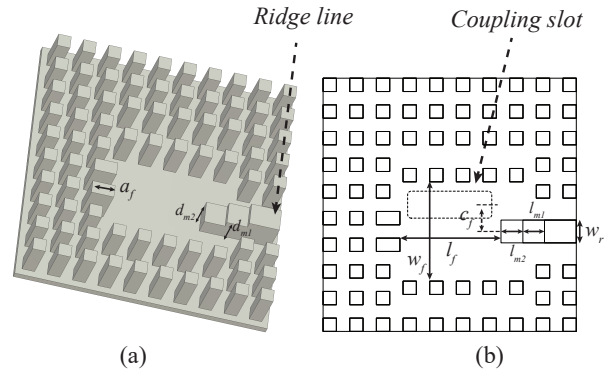 Ridge line
Coupling slot
a_f
d_m2
d_m1
w_f
l_f
c_f
l_m1
l_m2
w_r
(a)
(b)